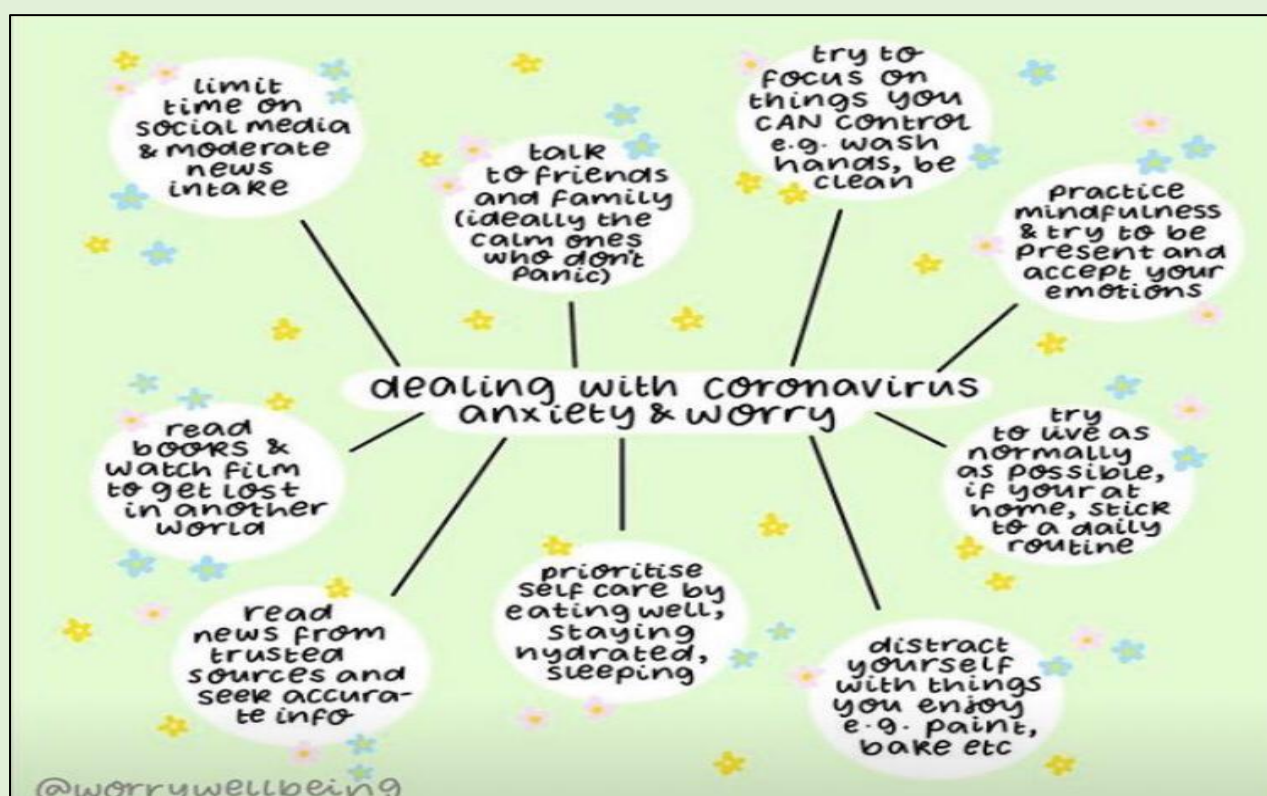 limit
time on
social media
& moderate
news
intake
talk
to friends
and family
(ideally the
calm ones
who don't
panic)
try to
focus on
things you
CAN control
e.g. wash
hands, be
clean
practice
mindfulness
& try to be
present and
accept your
emotions
dealing with coronavirus
anxiety & worry
read
books &
watch film
to get lost
in another
world
try
to live as
normally
as possible,
if your at
home, stick
to a daily
routine
read
news from
trusted
sources and
seek accura-
te info
prioritise
self care by
eating well,
staying
hydrated,
sleeping
distract
yourself
with things
you enjoy
e.g. paint,
bake etc
@worrywellbeing